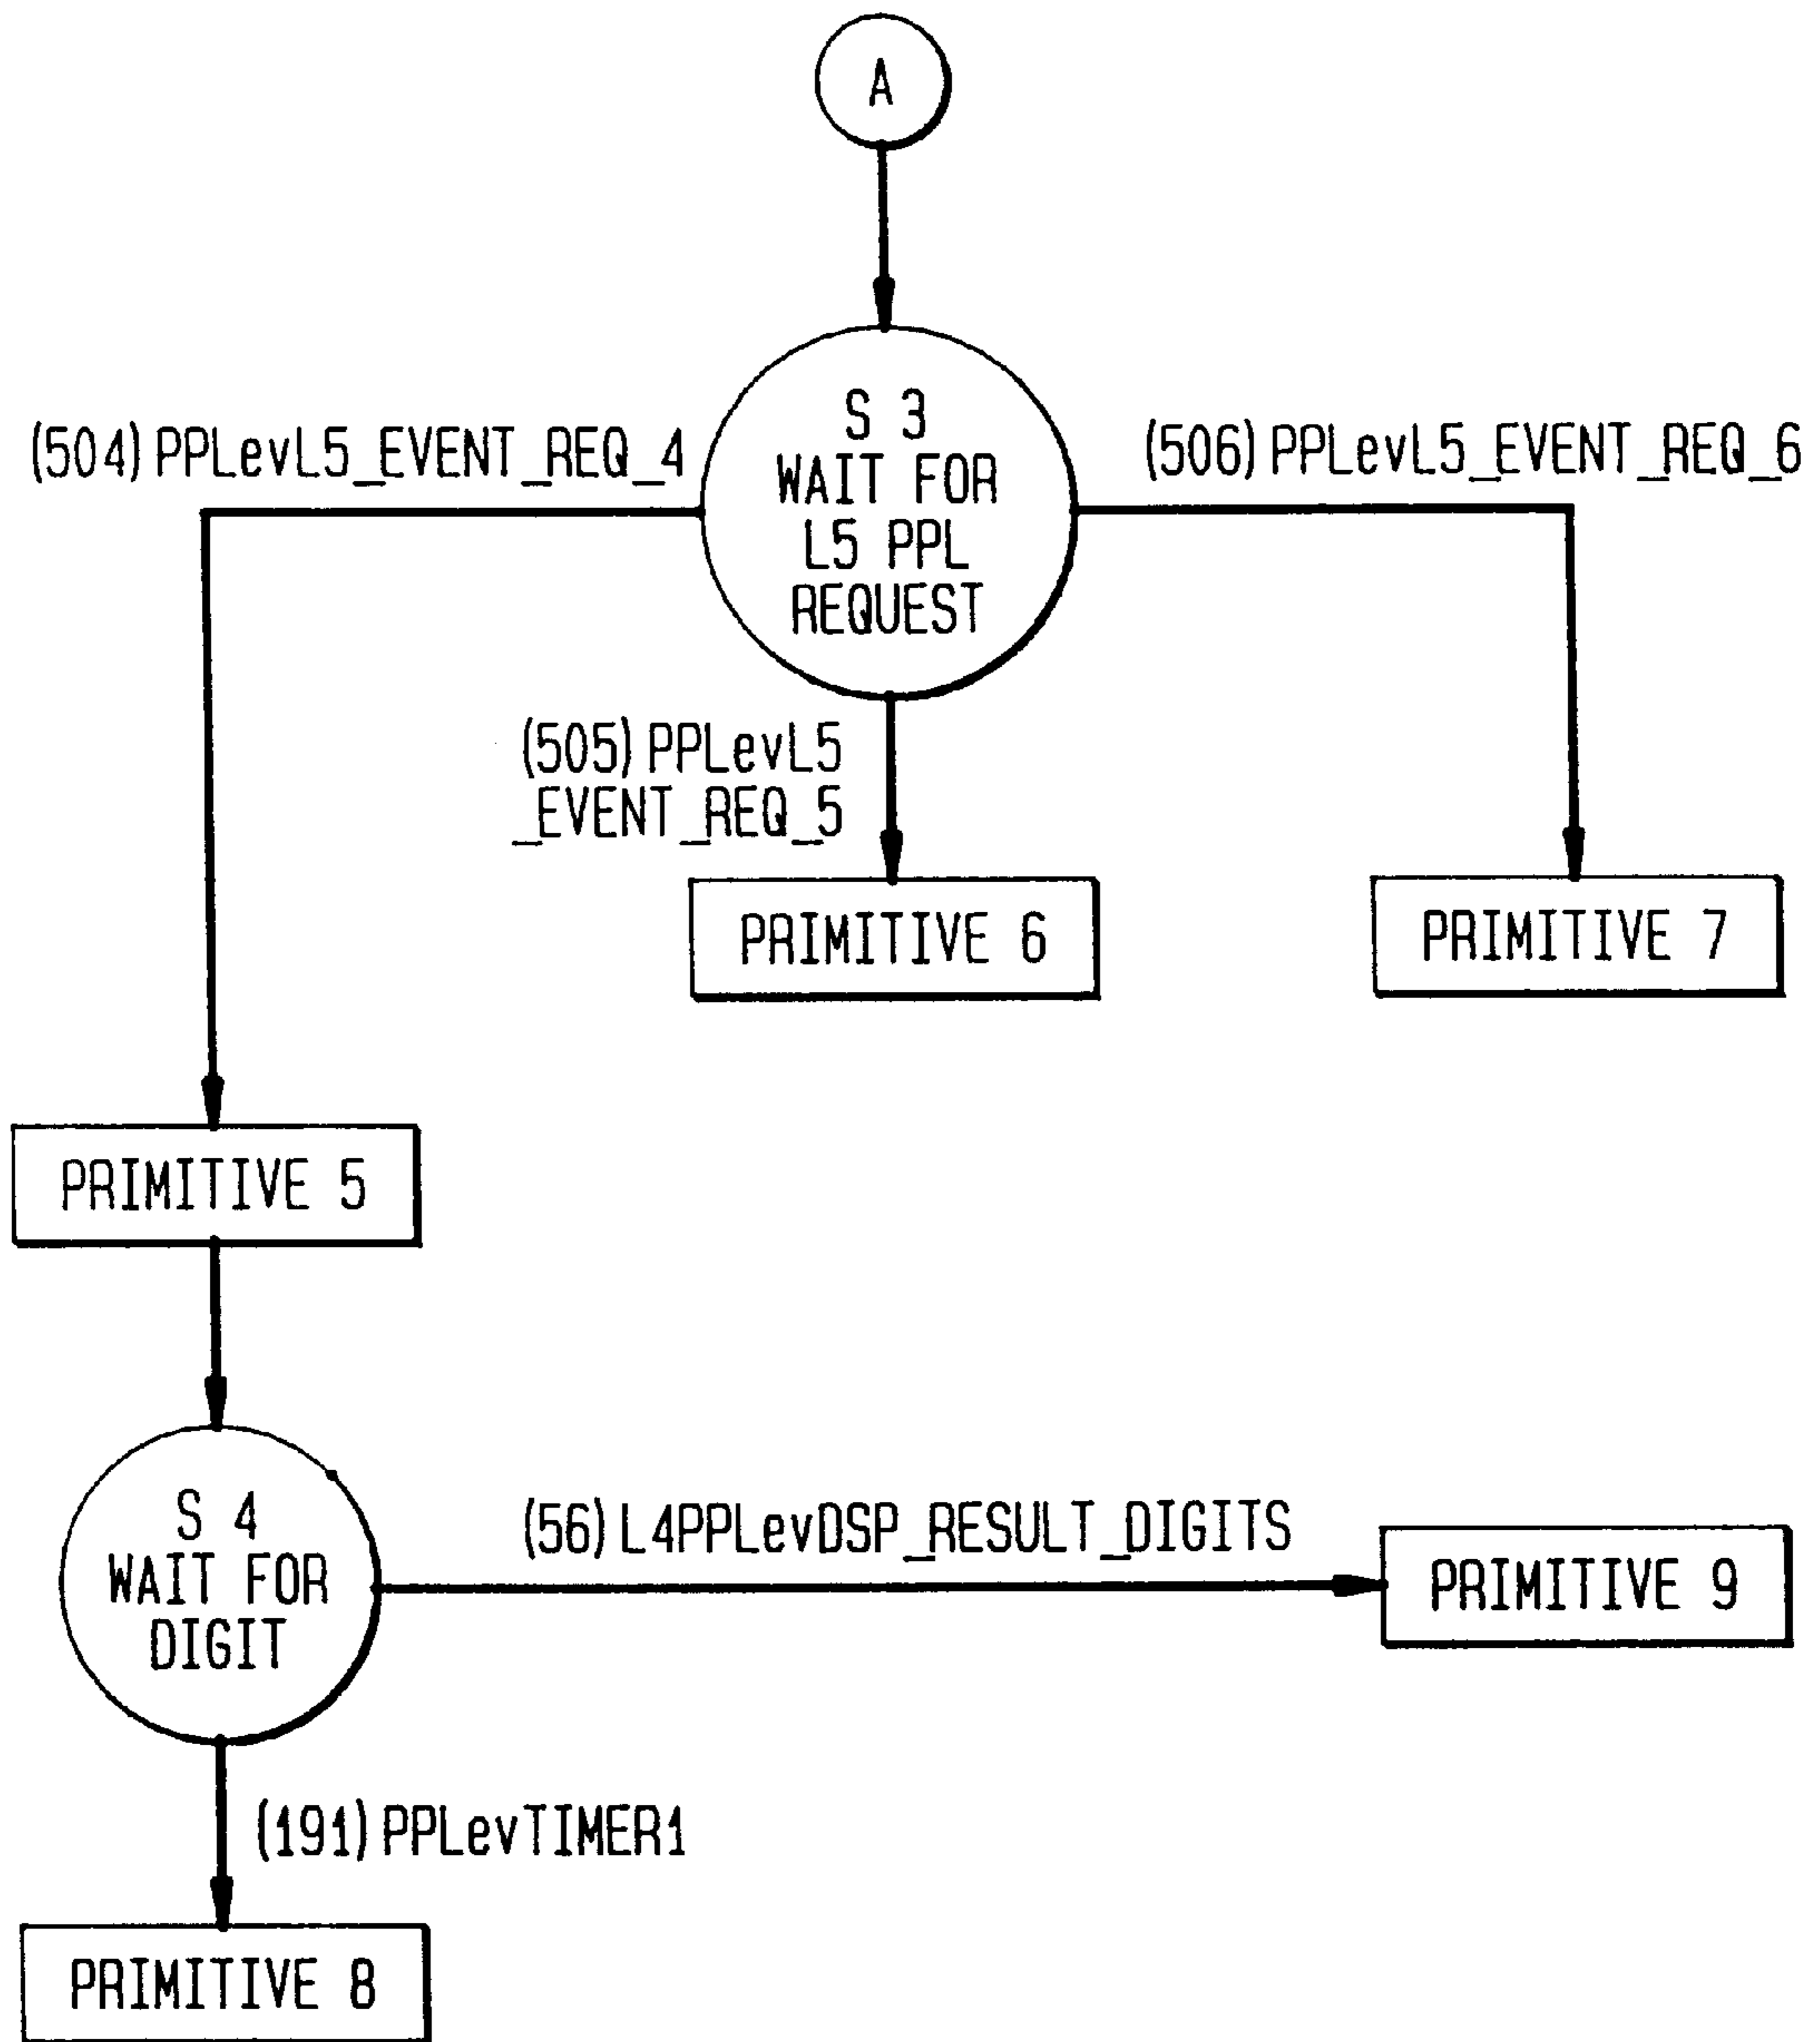 A
S 3
WAIT FOR
L5 PPL
REQUEST
(504) PPLevL5_EVENT_REQ_4
(506) PPLevL5_EVENT_REQ_6
(505) PPLevL5
_EVENT_REQ_5
PRIMITIVE 6
PRIMITIVE 7
PRIMITIVE 5
S 4
WAIT FOR
DIGIT
(56) L4PPLevDSP_RESULT_DIGITS
PRIMITIVE 9
(191) PPLevTIMER1
PRIMITIVE 8